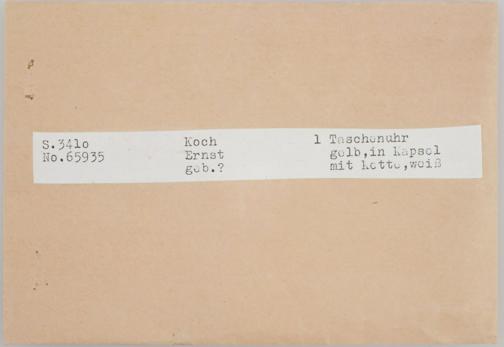 S.341o Koch 1 Taschenuhr
No.65935 Ernst gelb,in Kapsel
geb.? mit Kette,weiß